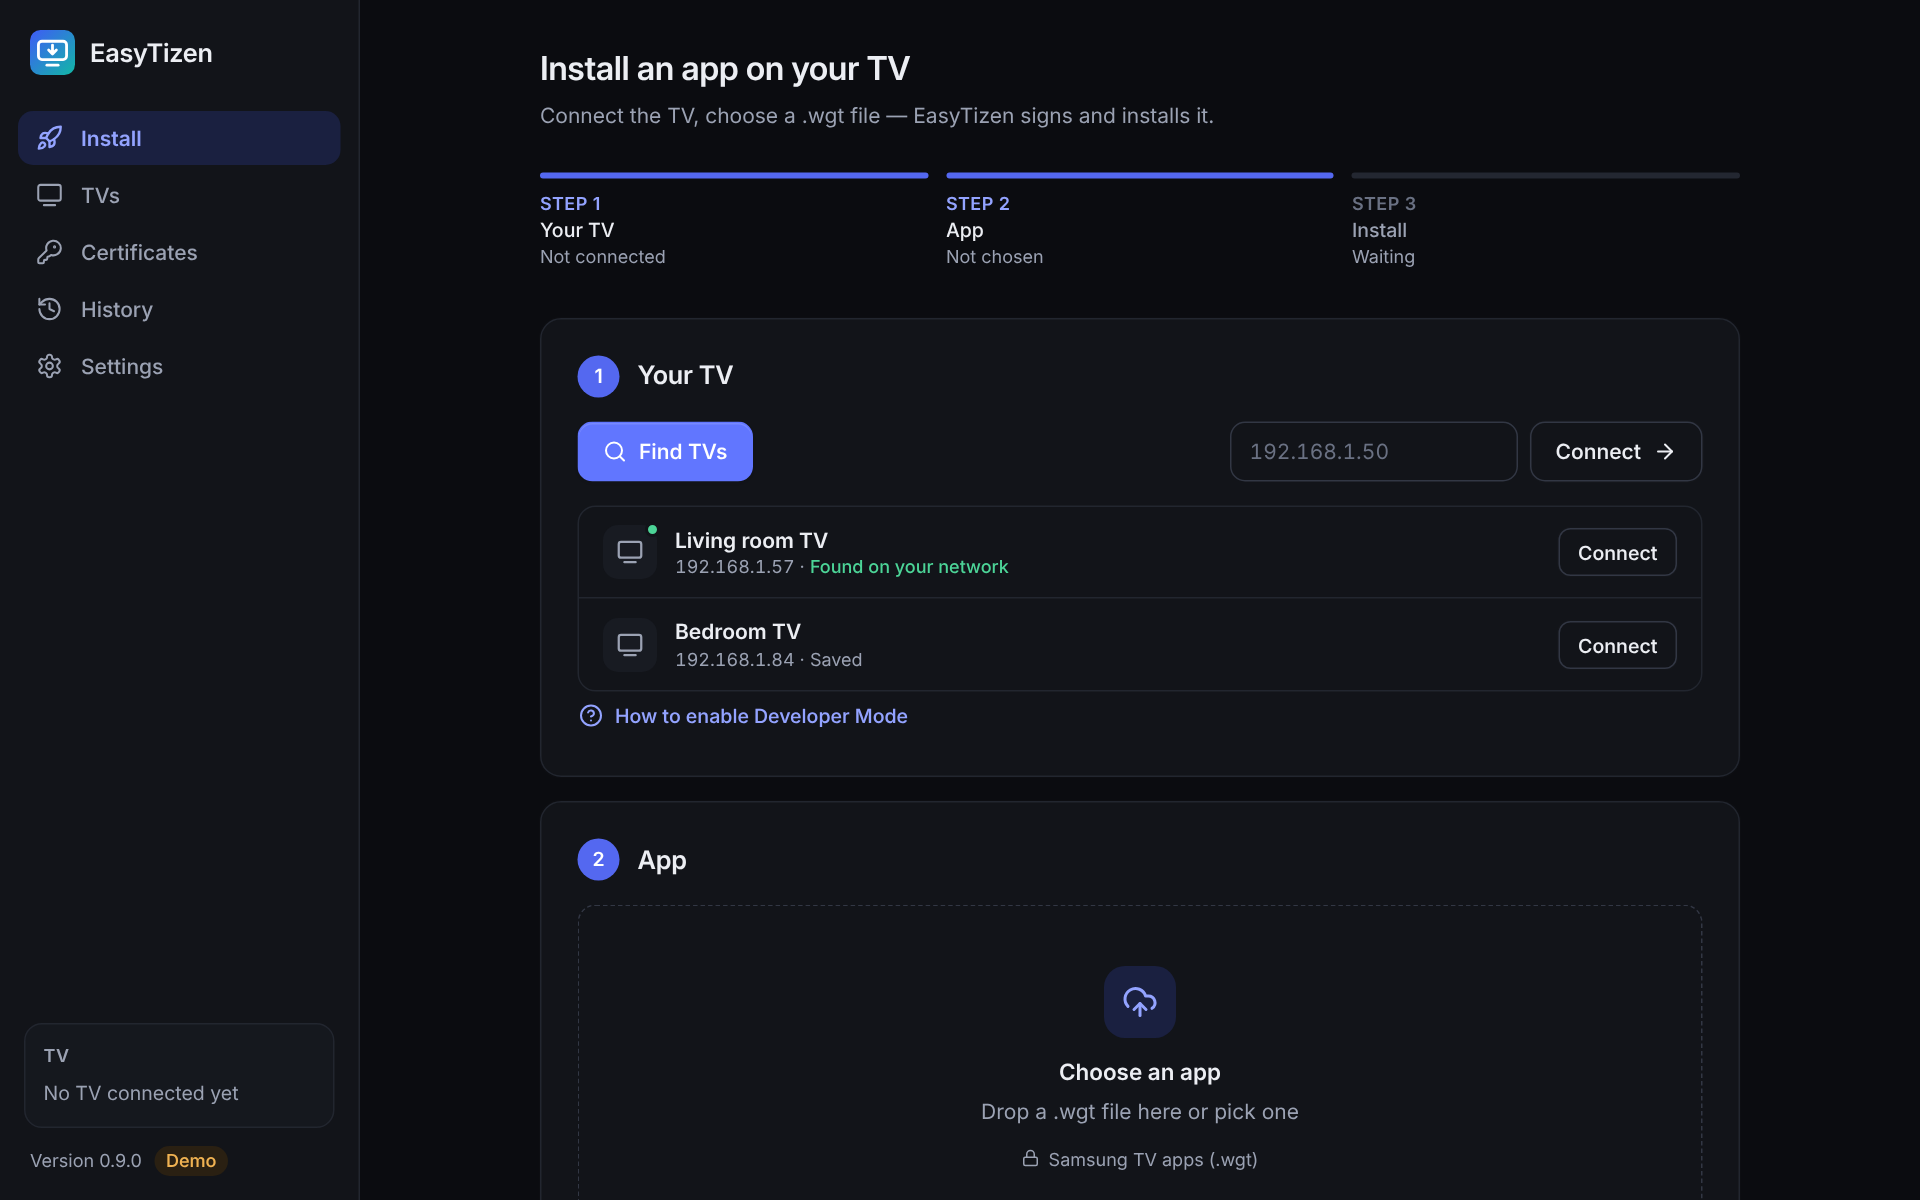 EasyTizen
Install
TVs
Certificates
History
Settings
TV
No TV connected yet
Version 0.9.0 Demo
Install an app on your TV
Connect the TV, choose a .wgt file — EasyTizen signs and installs it.
STEP 1
Your TV
Not connected
STEP 2
App
Not chosen
STEP 3
Install
Waiting
1 Your TV
Find TVs
192.168.1.50
Connect
Living room TV
192.168.1.57 · Found on your network
Connect
Bedroom TV
192.168.1.84 · Saved
Connect
How to enable Developer Mode
2 App
Choose an app
Drop a .wgt file here or pick one
Samsung TV apps (.wgt)